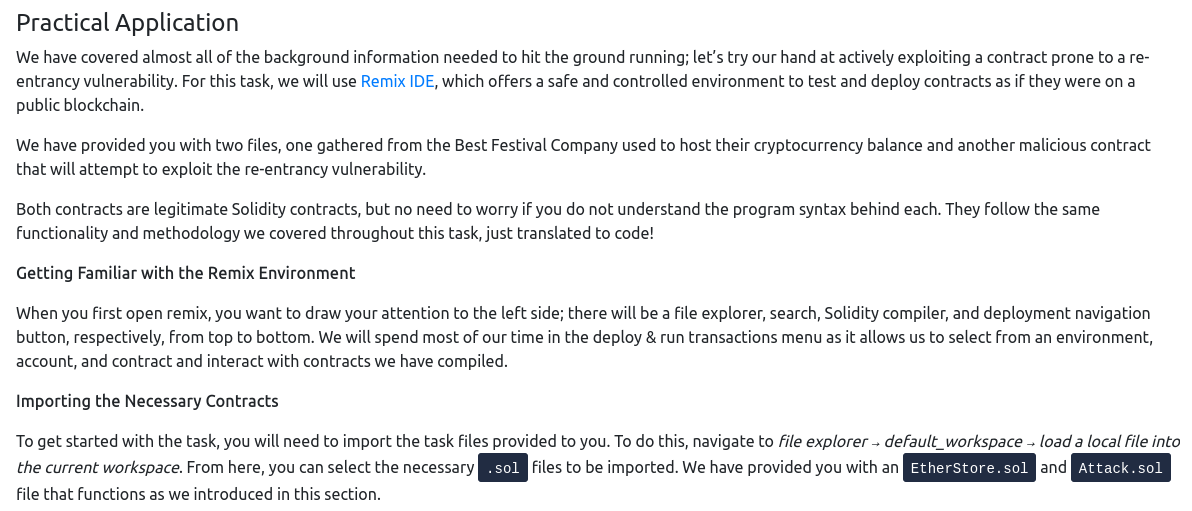 Practical Application
We have covered almost all of the background information needed to hit the ground running; let’s try our hand at actively exploiting a contract prone to a re-
entrancy vulnerability. For this task, we will use Remix IDE, which offers a safe and controlled environment to test and deploy contracts as if they were on a
public blockchain.
We have provided you with two files, one gathered from the Best Festival Company used to host their cryptocurrency balance and another malicious contract
that will attempt to exploit the re-entrancy vulnerability.
Both contracts are legitimate Solidity contracts, but no need to worry if you do not understand the program syntax behind each. They follow the same
functionality and methodology we covered throughout this task, just translated to code!
Getting Familiar with the Remix Environment
When you first open remix, you want to draw your attention to the left side; there will be a file explorer, search, Solidity compiler, and deployment navigation
button, respectively, from top to bottom. We will spend most of our time in the deploy & run transactions menu as it allows us to select from an environment,
account, and contract and interact with contracts we have compiled.
Importing the Necessary Contracts
To get started with the task, you will need to import the task files provided to you. To do this, navigate to file explorer → default_workspace → load a local file into
the current workspace. From here, you can select the necessary .sol files to be imported. We have provided you with an EtherStore.sol and Attack.sol
file that functions as we introduced in this section.